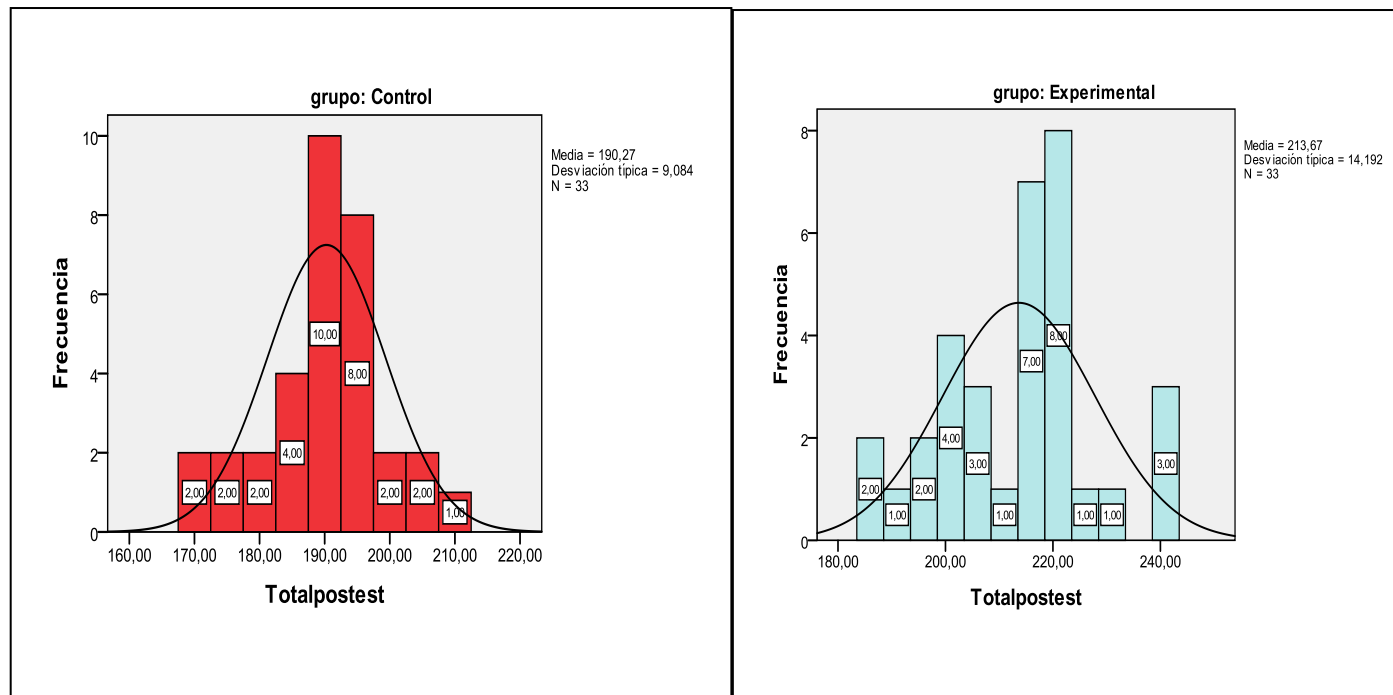 grupo: Control
Media = 190,27
Desviación típica = 9,084
N = 33
Frecuencia
10
8
6
4
2
0
2,00
2,00
2,00
4,00
10,00
8,00
2,00
2,00
1,00
160,00 170,00 180,00 190,00 200,00 210,00 220,00
Totalpostest
grupo: Experimental
Media = 213,67
Desviación típica = 14,192
N = 33
Frecuencia
8
6
4
2
0
2,00
1,00
2,00
4,00
3,00
1,00
7,00
8,00
1,00
1,00
3,00
180,00 200,00 220,00 240,00
Totalpostest